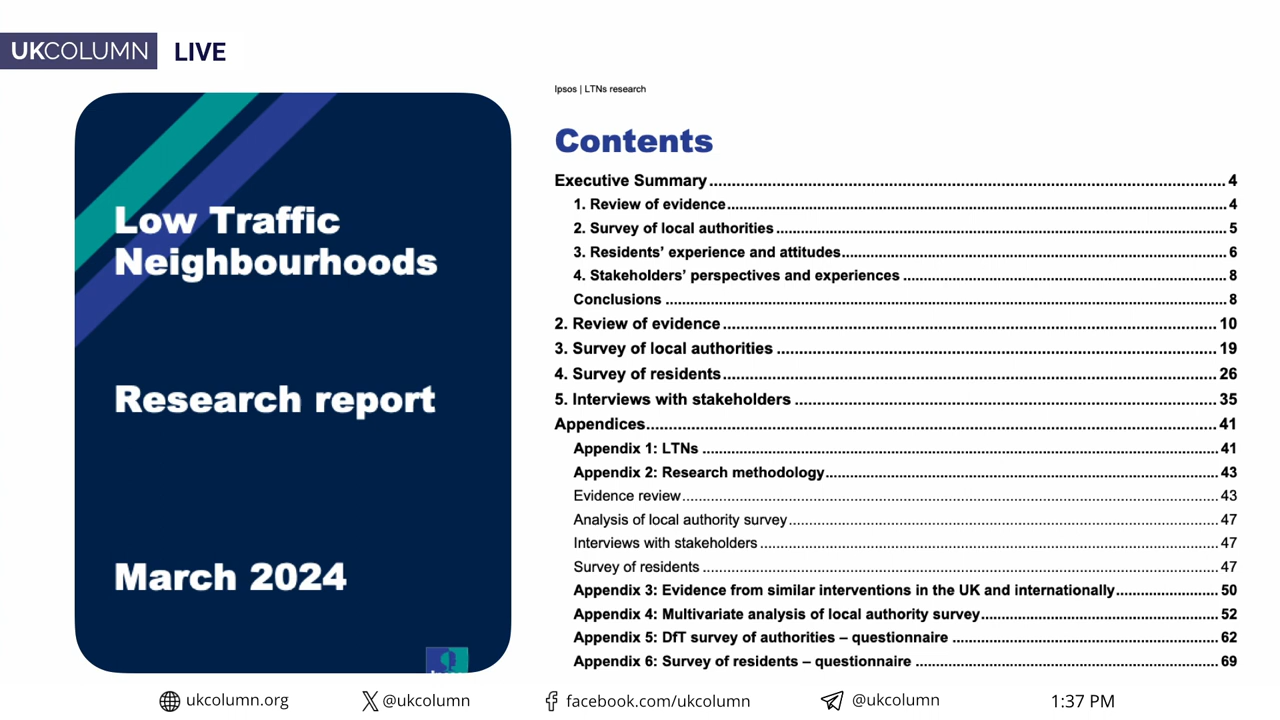 UKCOLUMN LIVE
Low Traffic
Neighbourhoods
Research report
March 2024
Ipsos | LTNs research
Contents
Executive Summary 4
1. Review of evidence 4
2. Survey of local authorities 5
3. Residents' experience and attitudes 6
4. Stakeholders' perspectives and experiences 8
Conclusions 8
2. Review of evidence 10
3. Survey of local authorities 19
4. Survey of residents 26
5. Interviews with stakeholders 35
Appendices 41
Appendix 1: LTNs 41
Appendix 2: Research methodology 43
Evidence review 43
Analysis of local authority survey 47
Interviews with stakeholders 47
Survey of residents 47
Appendix 3: Evidence from similar interventions in the UK and internationally 50
Appendix 4: Multivariate analysis of local authority survey 52
Appendix 5: DfT survey of authorities – questionnaire 62
Appendix 6: Survey of residents – questionnaire 69
ukcolumn.org @ukcolumn facebook.com/ukcolumn @ukcolumn 1:37 PM